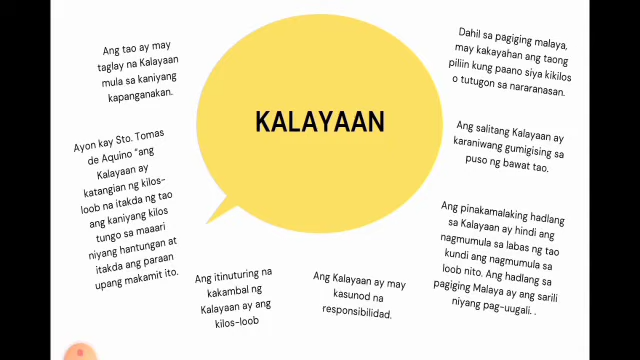 KALAYAAN
Ang tao ay may
taglay na Kalayaan
mula sa kaniyang
kapanganakan.
Ayon kay Sto. Tomas
de Aquino "ang
Kalayaan ay
katangian ng kilos-
loob na itakda ng tao
ang kaniyang kilos
tungo sa maaari
niyang hantungan at
itakda ang paraan
upang makamit ito.
Ang itinuturing na
kakambal ng
Kalayaan ay ang
kilos-loob
Ang Kalayaan ay may
kasunod na
responsibilidad.
Dahil sa pagiging malaya,
may kakayahan ang taong
piliin kung paano siya kikilos
o tutugon sa nararanasan.
Ang salitang Kalayaan ay
karaniwang gumigising sa
puso ng bawat tao.
Ang pinakamalaking hadlang
sa Kalayaan ay hindi ang
nagmumula sa labas ng tao
kundi ang nagmumula sa
loob nito. Ang hadlang sa
pagiging Malaya ay ang sarili
niyang pag-uugali. .